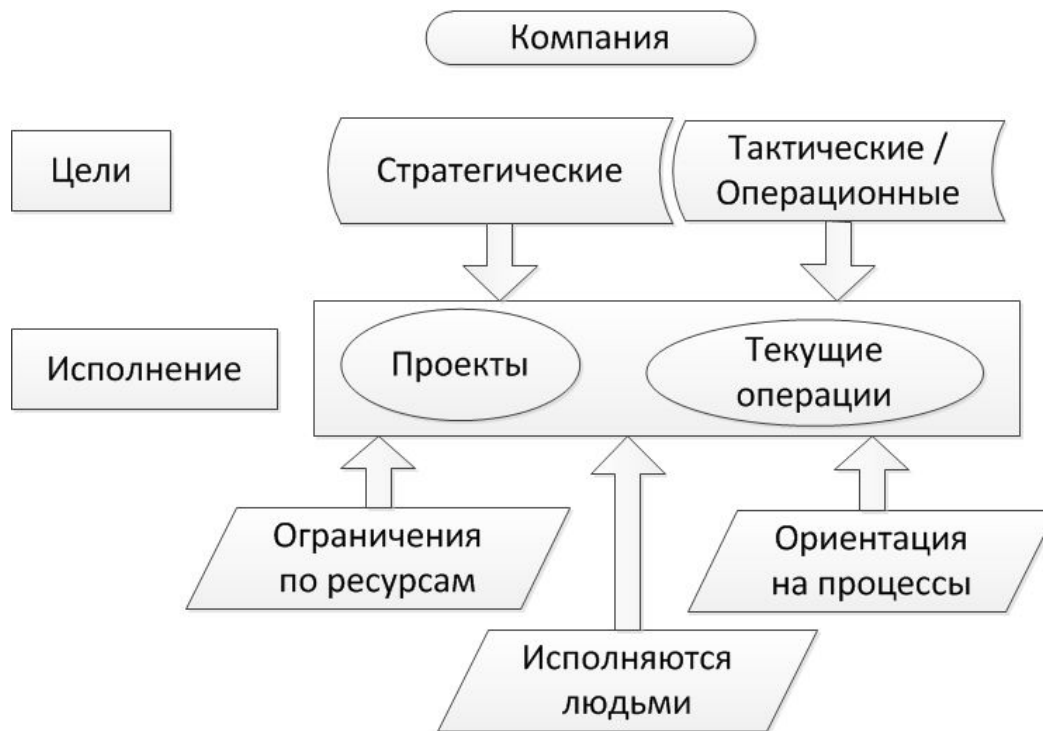 Компания
Цели
Стратегические
Тактические /
Операционные
Исполнение
Проекты
Текущие
операции
Ограничения
по ресурсам
Ориентация
на процессы
Исполняются
людьми